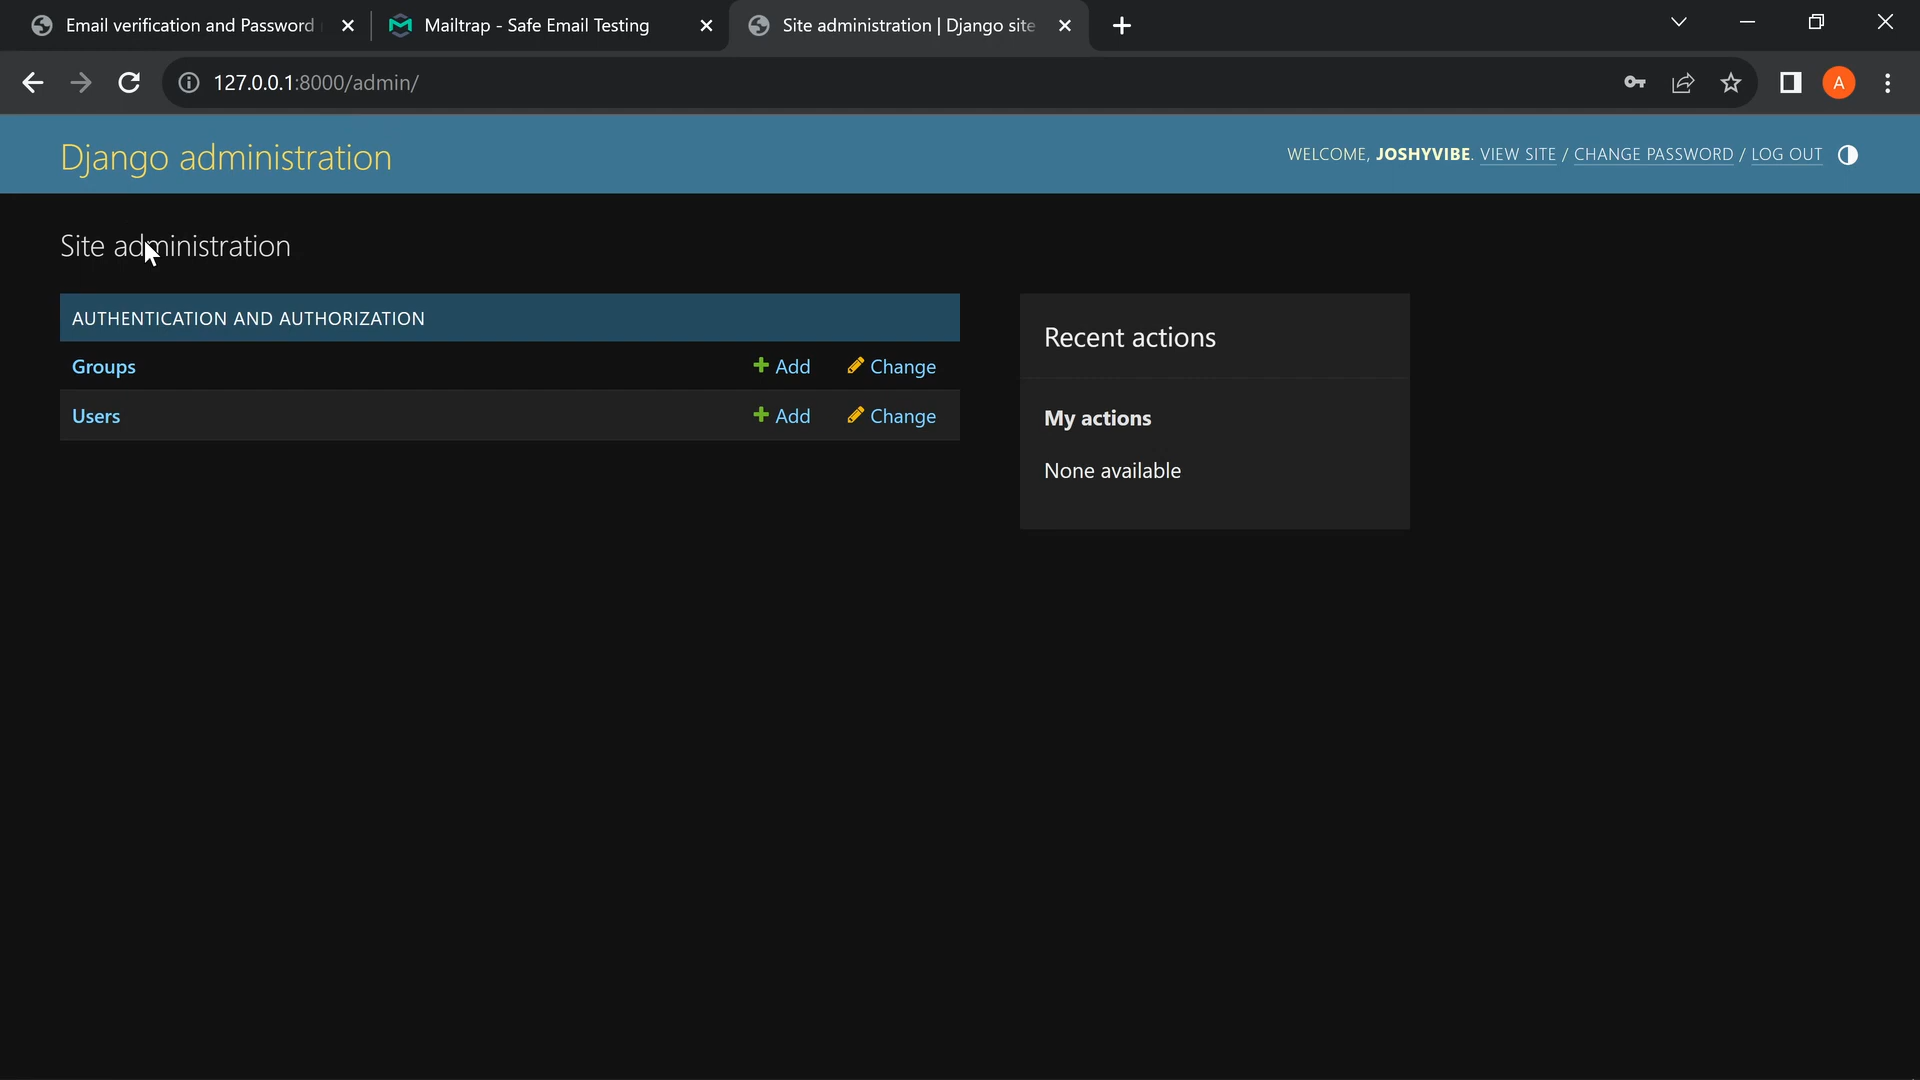 Email verification and Password
Mailtrap - Safe Email Testing
Site administration | Django site
127.0.0.1:8000/admin/
A
Django administration
WELCOME, JOSHYVIBE. VIEW SITE / CHANGE PASSWORD / LOG OUT
Site administration
AUTHENTICATION AND AUTHORIZATION
Groups Add Change
Users Add Change
Recent actions
My actions
None available